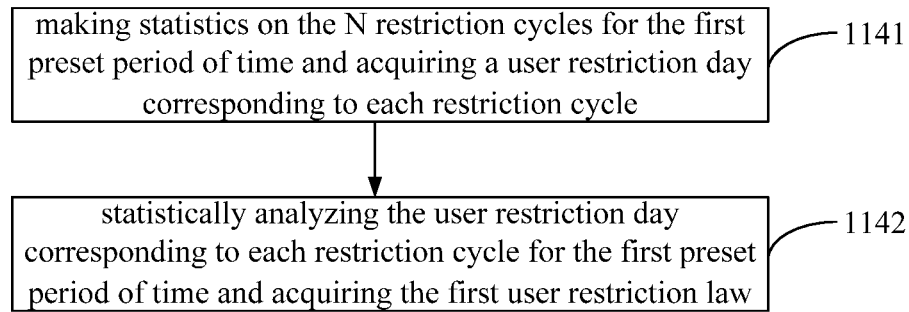 making statistics on the N restriction cycles for the first
preset period of time and acquiring a user restriction day
corresponding to each restriction cycle
1141
statistically analyzing the user restriction day
corresponding to each restriction cycle for the first preset
period of time and acquiring the first user restriction law
1142